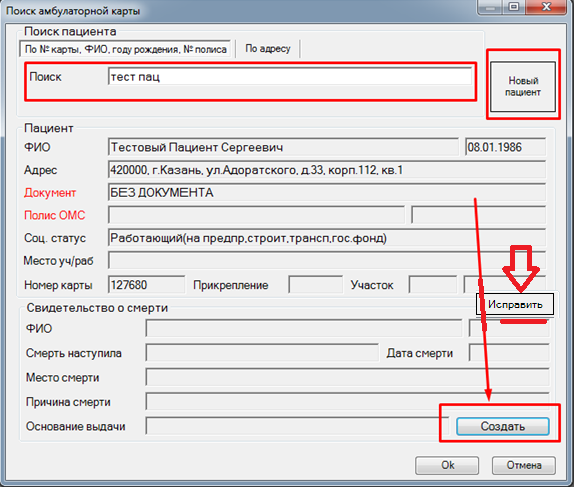 Поиск амбулаторной карты
Поиск пациента
По № карты, ФИО, году рождения, № полиса
По адресу
Поиск тест пац
Новый
пациент
Пациент
ФИО Тестовый Пациент Сергеевич 08.01.1986
Адрес 420000, г.Казань, ул.Адоратского, д.33, корп.112, кв.1
Документ БЕЗ ДОКУМЕНТА
Полис ОМС
Соц. статус Работающий(на предпр,строит,трансп,гос.фонд)
Место уч/раб
Номер карты 127680 Прикрепление Участок
Исправить
Свидетельство о смерти
ФИО
Смерть наступила Дата смерти
Место смерти
Причина смерти
Основание выдачи Создать
Ok Отмена